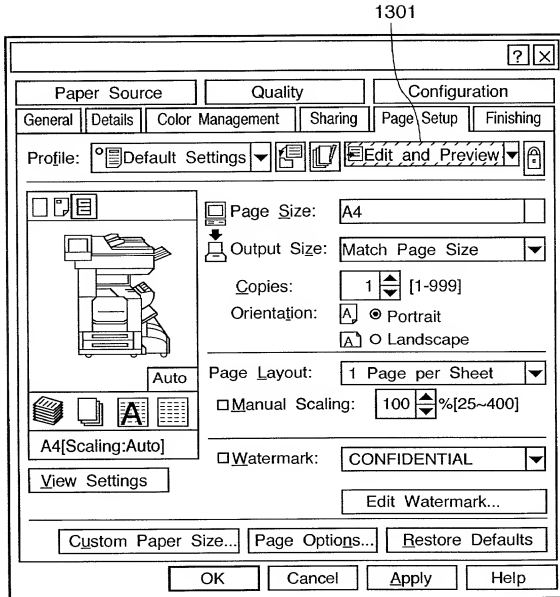 1301
? ×
Paper Source Quality Configuration
General Details Color Management Sharing Page Setup Finishing
Profile: Default Settings Edit and Preview
Page Size: A4
Output Size: Match Page Size
Copies: 1 [1-999]
Orientation: A Portrait
A Landscape
Auto
Page Layout: 1 Page per Sheet
Manual Scaling: 100 %[25~400]
A
A4[Scaling:Auto]
Watermark: CONFIDENTIAL
View Settings
Edit Watermark...
Custom Paper Size... Page Options... Restore Defaults
OK Cancel Apply Help